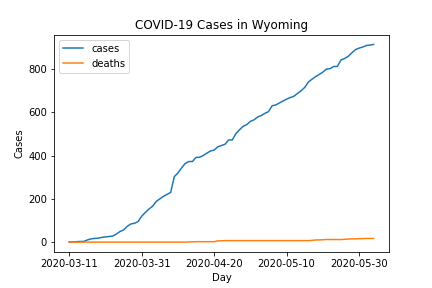 COVID-19 Cases in Wyoming
cases
deaths
Cases
800
600
400
200
0
2020-03-11 2020-03-31 2020-04-20 2020-05-10 2020-05-30
Day